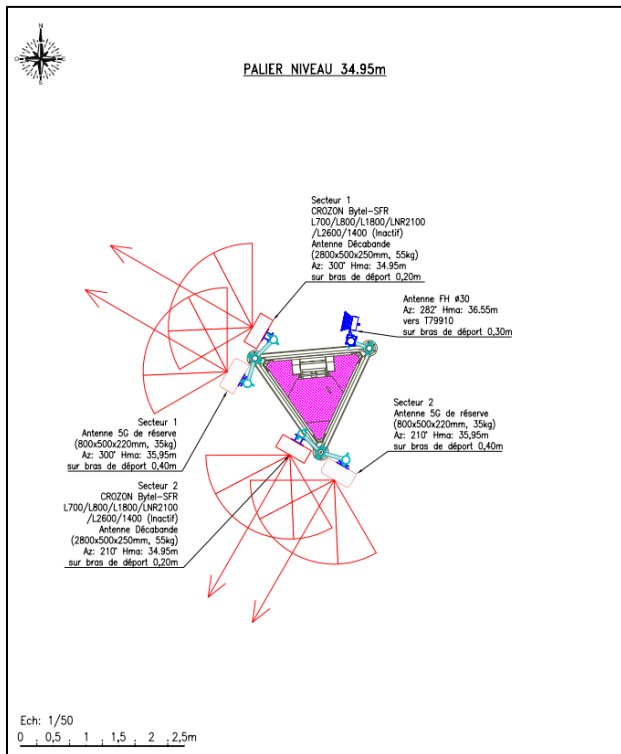 N
PALIER NIVEAU 34.95m
Secteur 1
CROZON Bytel-SFR
L700/L800/L1800/LNR2100
/L2600/1400 (Inactif)
Antenne Décabande
(2800x500x250mm, 55kg)
Az: 300° Hma: 34.95m
sur bras de déport 0,20m
Antenne FH ø30
Az: 282° Hma: 36.55m
vers T79910
sur bras de déport 0,30m
Secteur 2
Antenne 5G de réserve
(800x500x220mm, 35kg)
Az: 210° Hma: 35,95m
sur bras de déport 0,40m
Secteur 1
Antenne 5G de réserve
(800x500x220mm, 35kg)
Az: 300° Hma: 35,95m
sur bras de déport 0,40m
Secteur 2
CROZON Bytel-SFR
L700/L800/L1800/LNR2100
/L2600/1400 (Inactif)
Antenne Décabande
(2800x500x250mm, 55kg)
Az: 210° Hma: 34.95m
sur bras de déport 0,20m
Ech: 1/50
0 0,5 1 1,5 2 2,5m